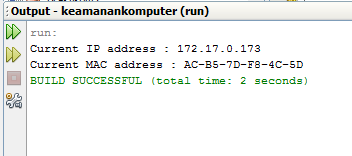 Output - keamanankomputer (run)
run:
Current IP address : 172.17.0.173
Current MAC address : AC-B5-7D-F8-4C-5D
BUILD SUCCESSFUL (total time: 2 seconds)